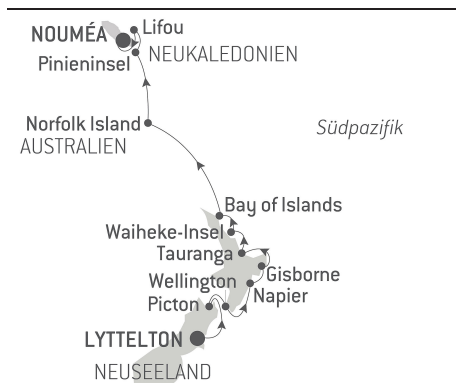 Lifou
NOUMÉA
NEUKALEDONIEN
Pinieninsel
Norfolk Island
AUSTRALIEN
Südpazifik
Bay of Islands
Waiheke-Insel
Tauranga
Gisborne
Wellington
Napier
Picton
LYTTELTON
NEUSEELAND